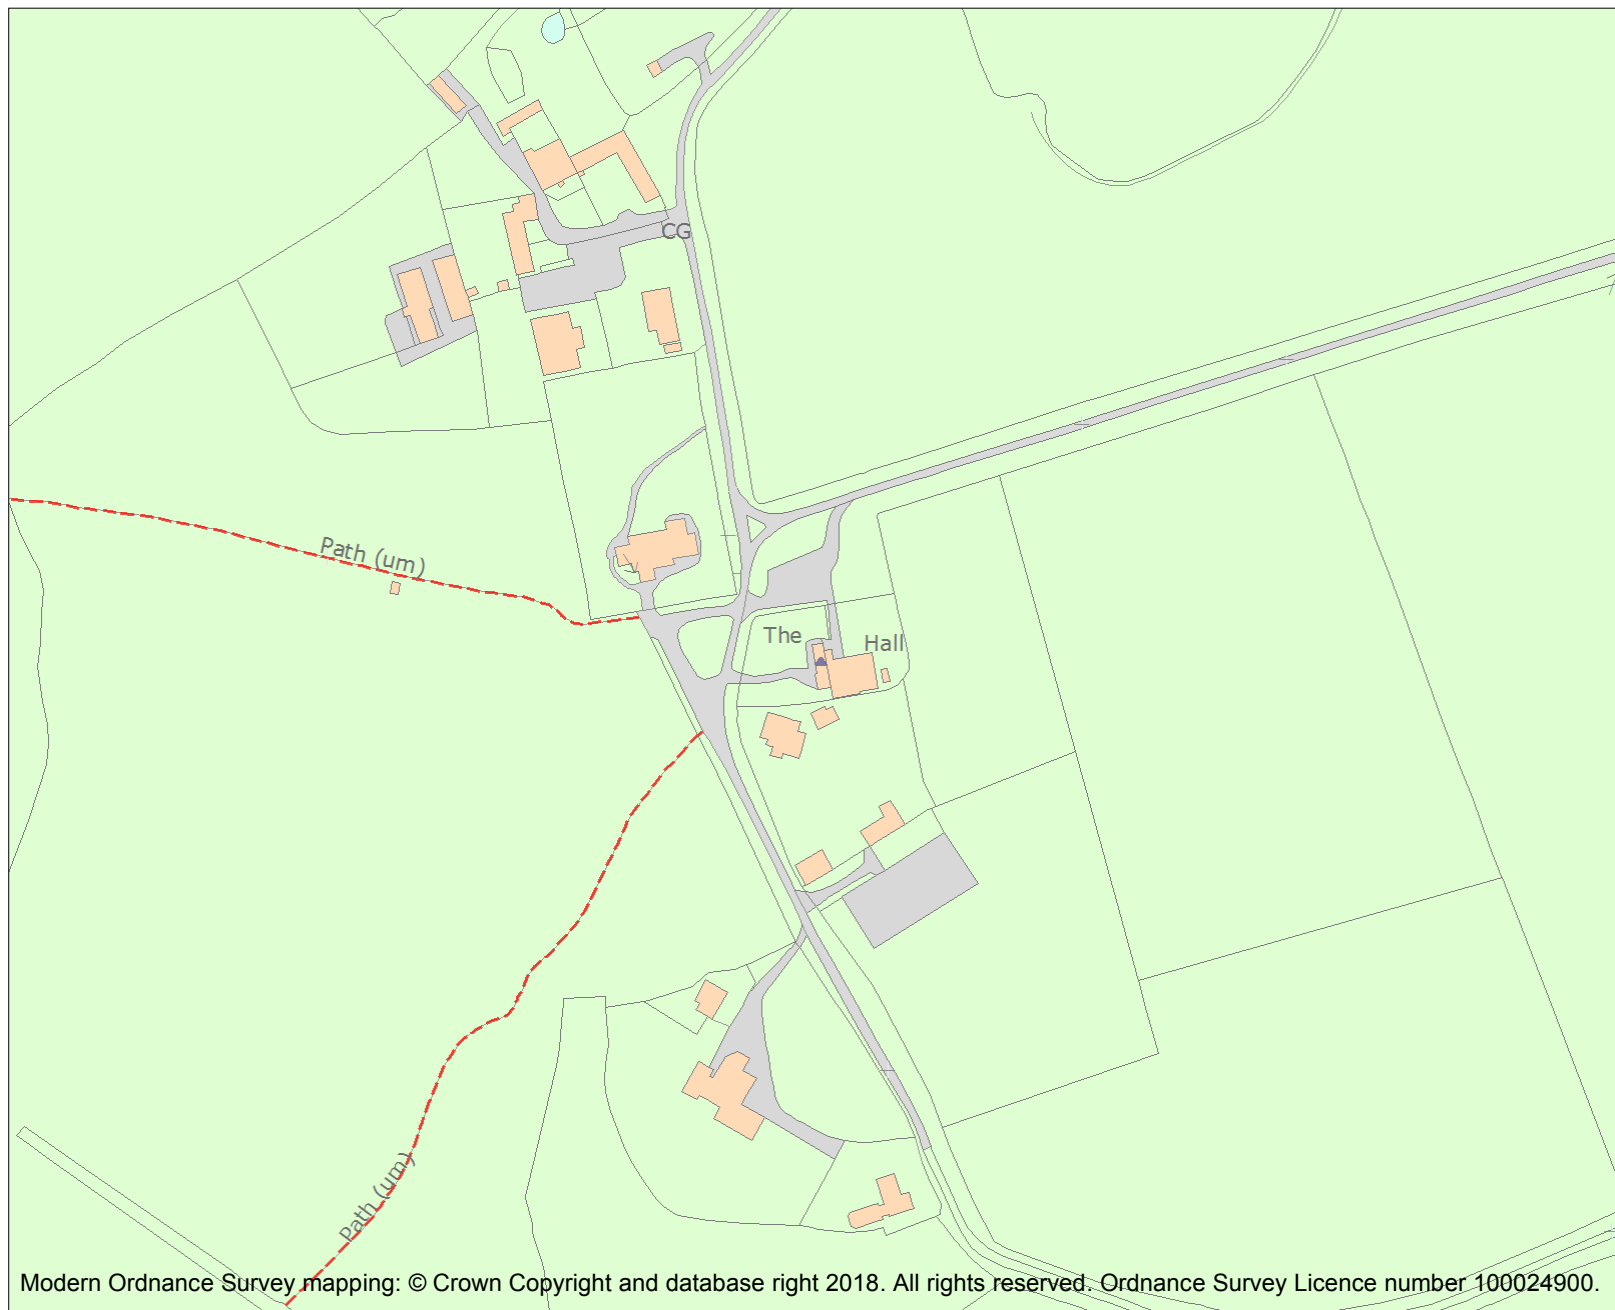 CG
Path (um)
The Hall
Path (um)
Modern Ordnance Survey mapping: © Crown Copyright and database right 2018. All rights reserved. Ordnance Survey Licence number 100024900.